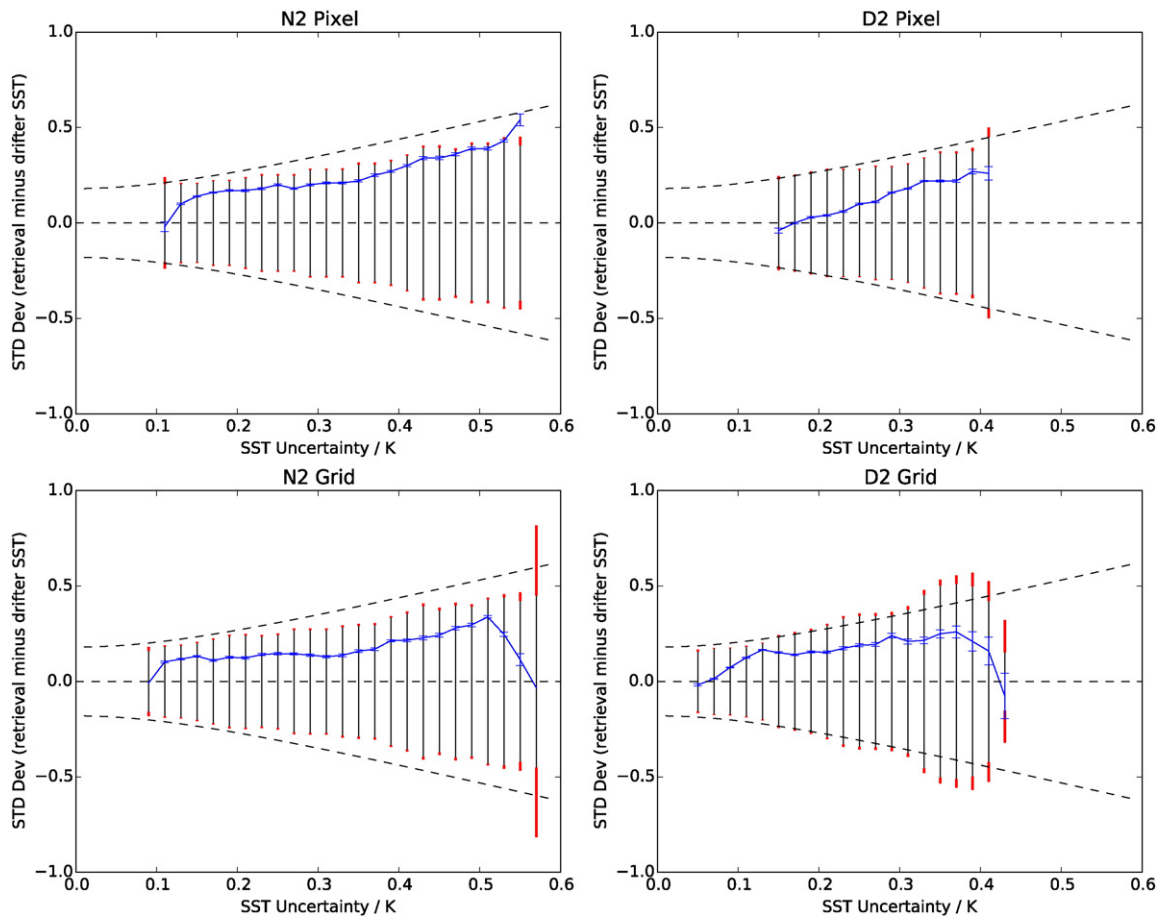 N2 Pixel
STD Dev (retrieval minus drifter SST)
1.0
0.5
0.0
−0.5
−1.0
0.0 0.1 0.2 0.3 0.4 0.5 0.6
SST Uncertainty / K
D2 Pixel
STD Dev (retrieval minus drifter SST)
1.0
0.5
0.0
−0.5
−1.0
0.0 0.1 0.2 0.3 0.4 0.5 0.6
SST Uncertainty / K
N2 Grid
STD Dev (retrieval minus drifter SST)
1.0
0.5
0.0
−0.5
−1.0
0.0 0.1 0.2 0.3 0.4 0.5 0.6
SST Uncertainty / K
D2 Grid
STD Dev (retrieval minus drifter SST)
1.0
0.5
0.0
−0.5
−1.0
0.0 0.1 0.2 0.3 0.4 0.5 0.6
SST Uncertainty / K